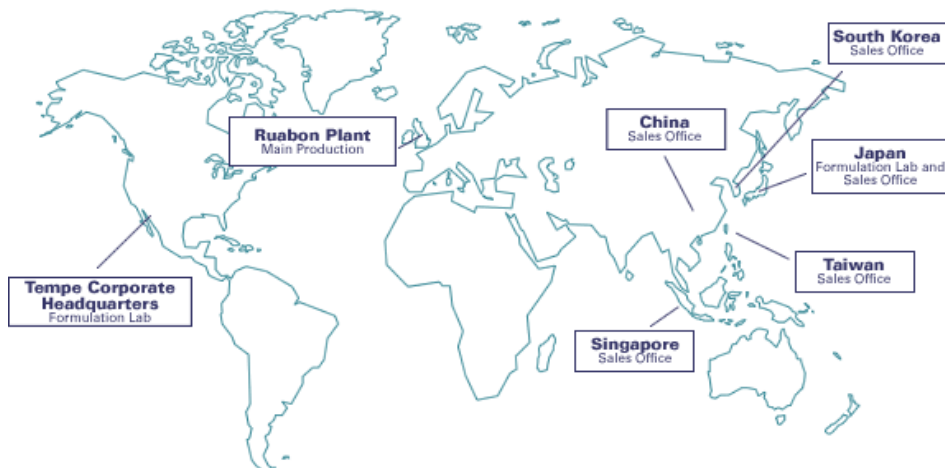 South Korea
Sales Office
China
Sales Office
Ruabon Plant
Main Production
Japan
Formulation Lab and
Sales Office
Tempe Corporate
Headquarters
Formulation Lab
Taiwan
Sales Office
Singapore
Sales Office